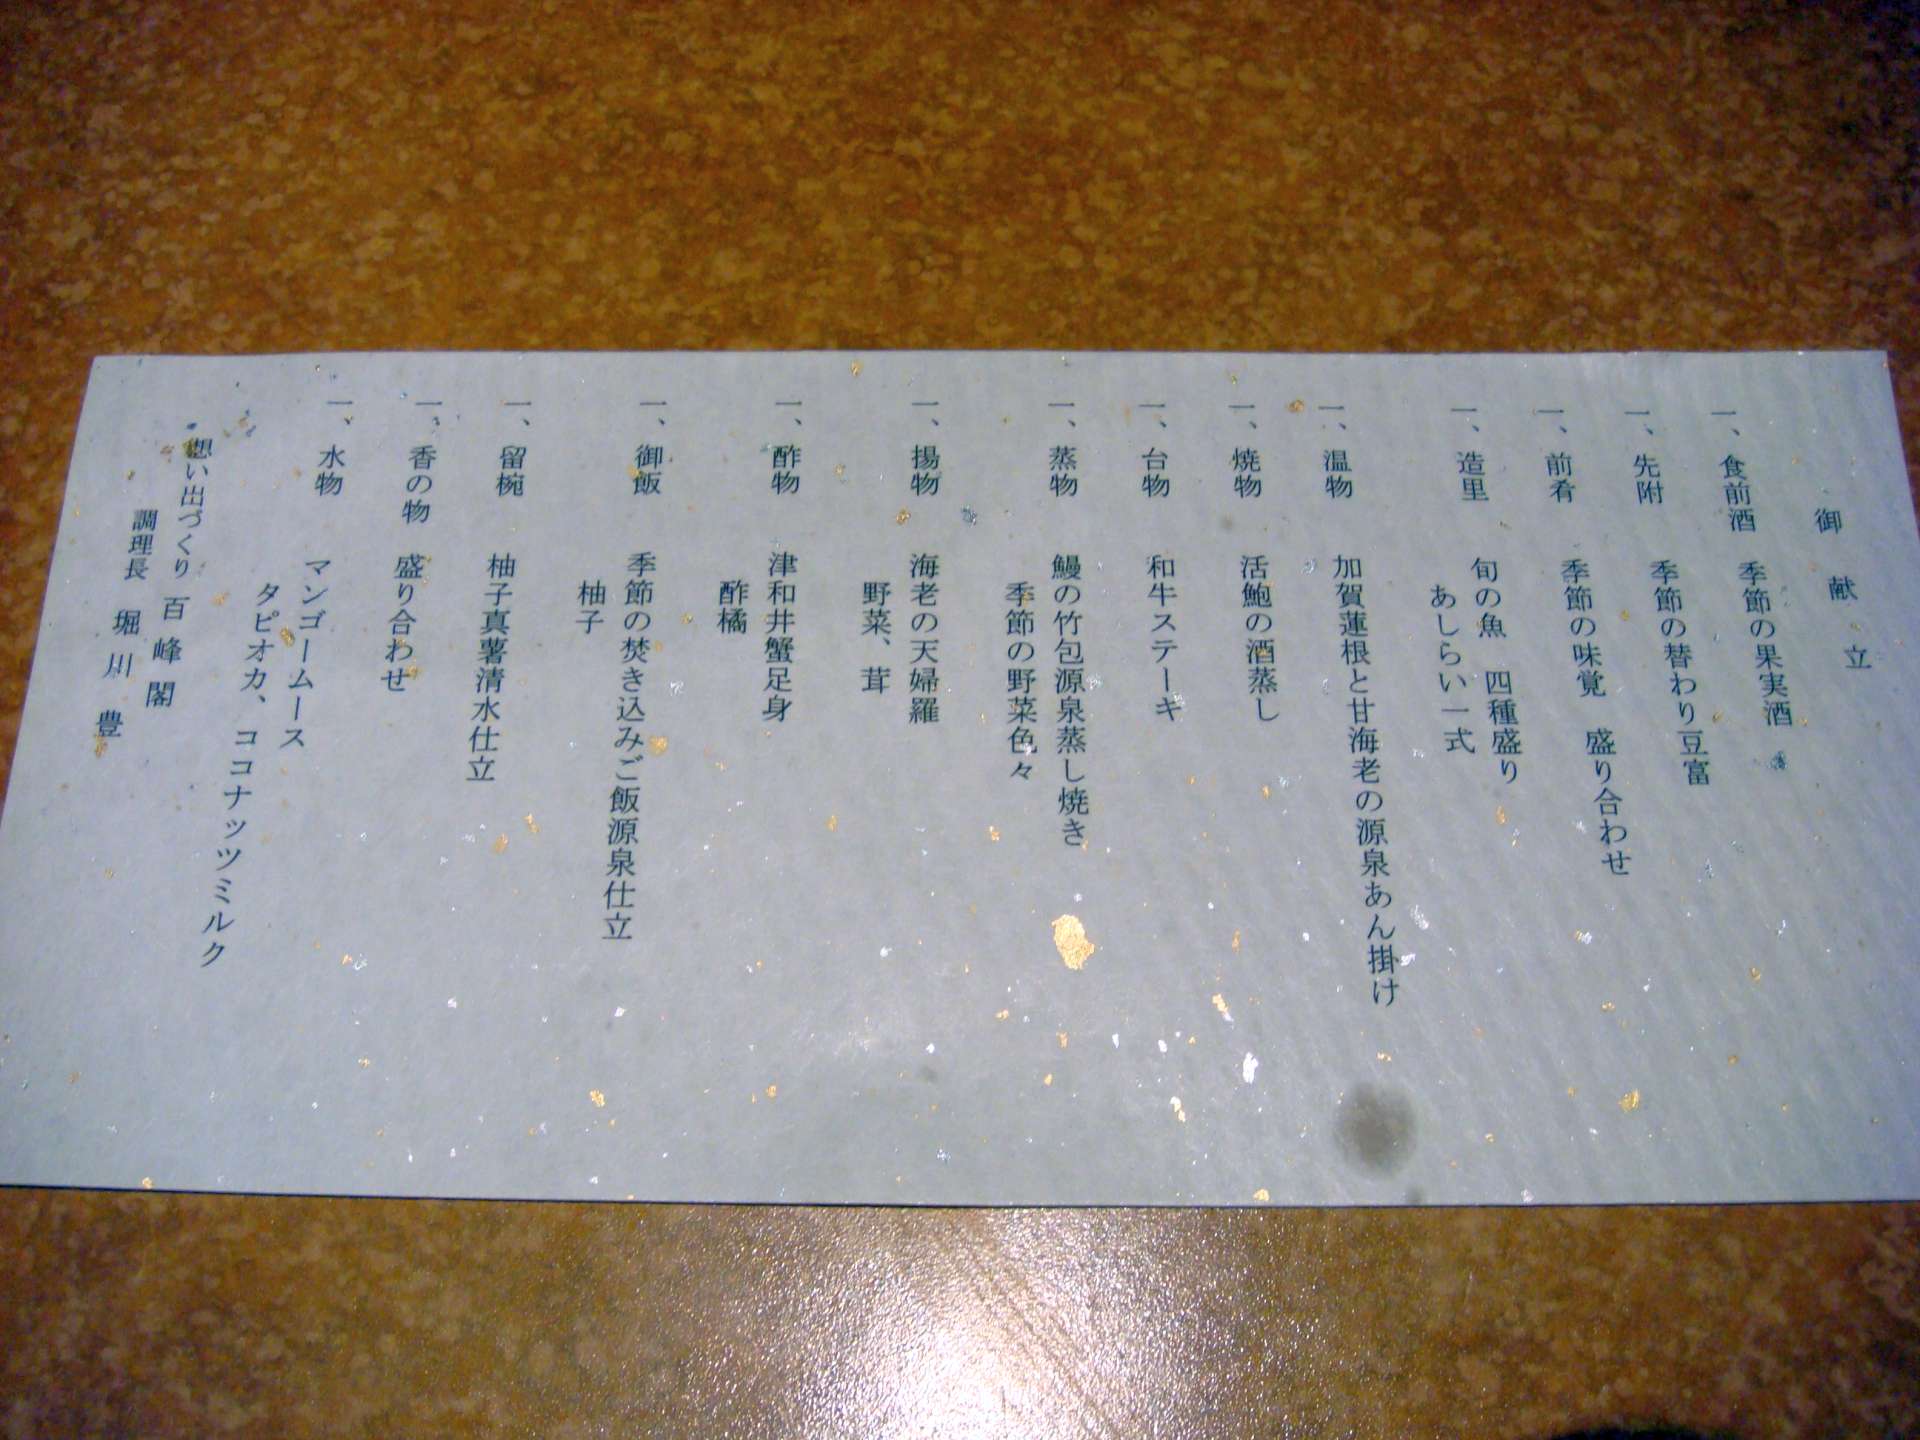 御献立
一、食前酒　季節の果実酒
一、先附　季節の替わり豆富
一、前肴　季節の味覚　盛り合わせ
一、造里　旬の魚　四種盛り
あしらい一式
一、温物　加賀蓮根と甘海老の源泉あん掛け
一、焼物　活鮑の酒蒸し
一、台物　和牛ステーキ
一、蒸物　鰻の竹包源泉蒸し焼き
季節の野菜色々
一、揚物　海老の天婦羅
野菜、茸
一、酢物　津和井蟹足身
酢橘
一、御飯　季節の焚き込みご飯源泉仕立
柚子
一、留椀　柚子真薯清水仕立
一、香の物　盛り合わせ
一、水物　マンゴームース
タピオカ、ココナッツミルク
想い出づくり　百峰閣
調理長　堀川　豊